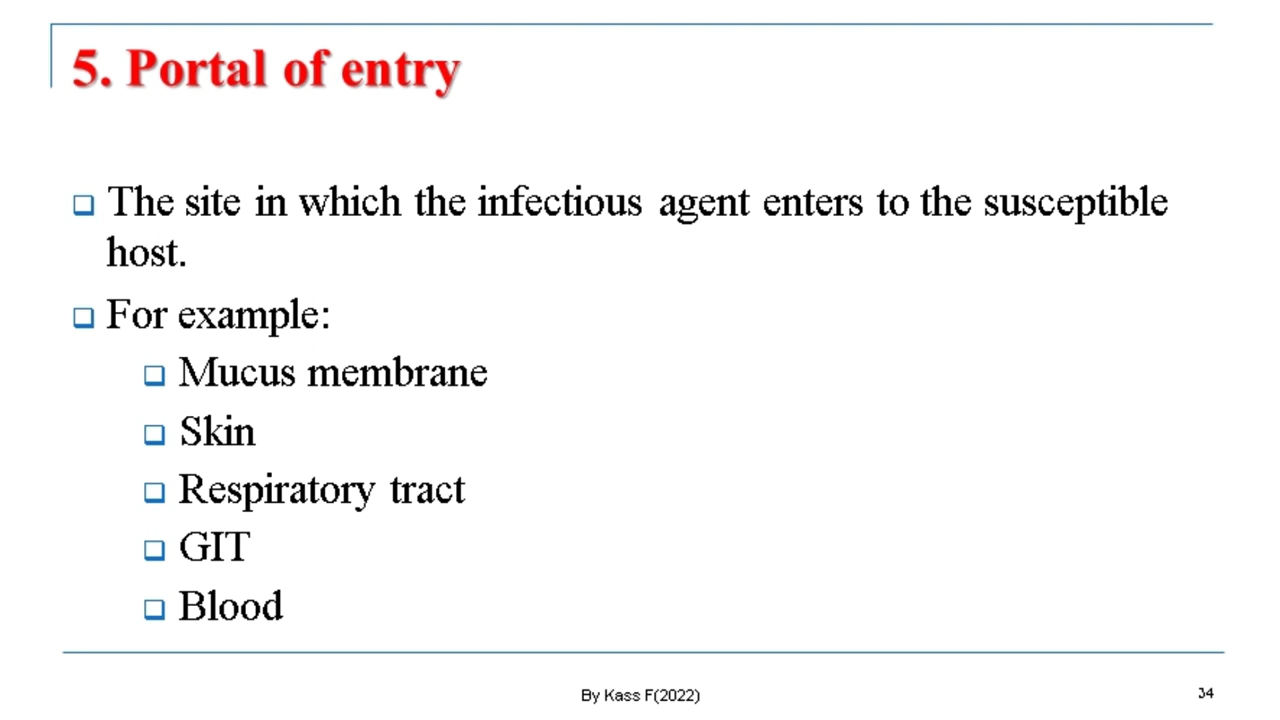 5. Portal of entry
The site in which the infectious agent enters to the susceptible
host.
For example:
Mucus membrane
Skin
Respiratory tract
GIT
Blood
By Kass F(2022)
34